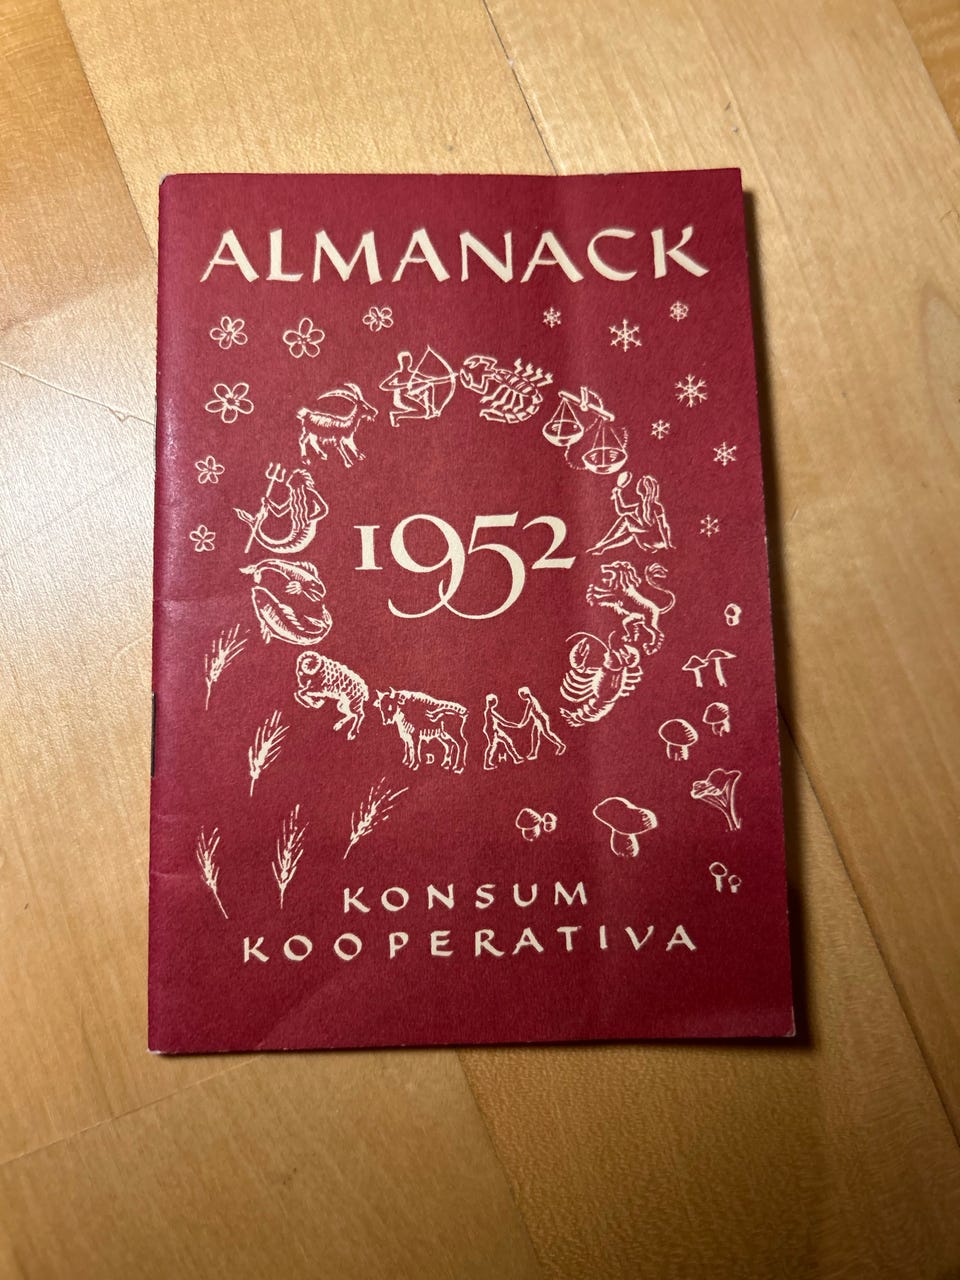 ALMANACK
1952
D H
KONSUM
KOOPERATIVA